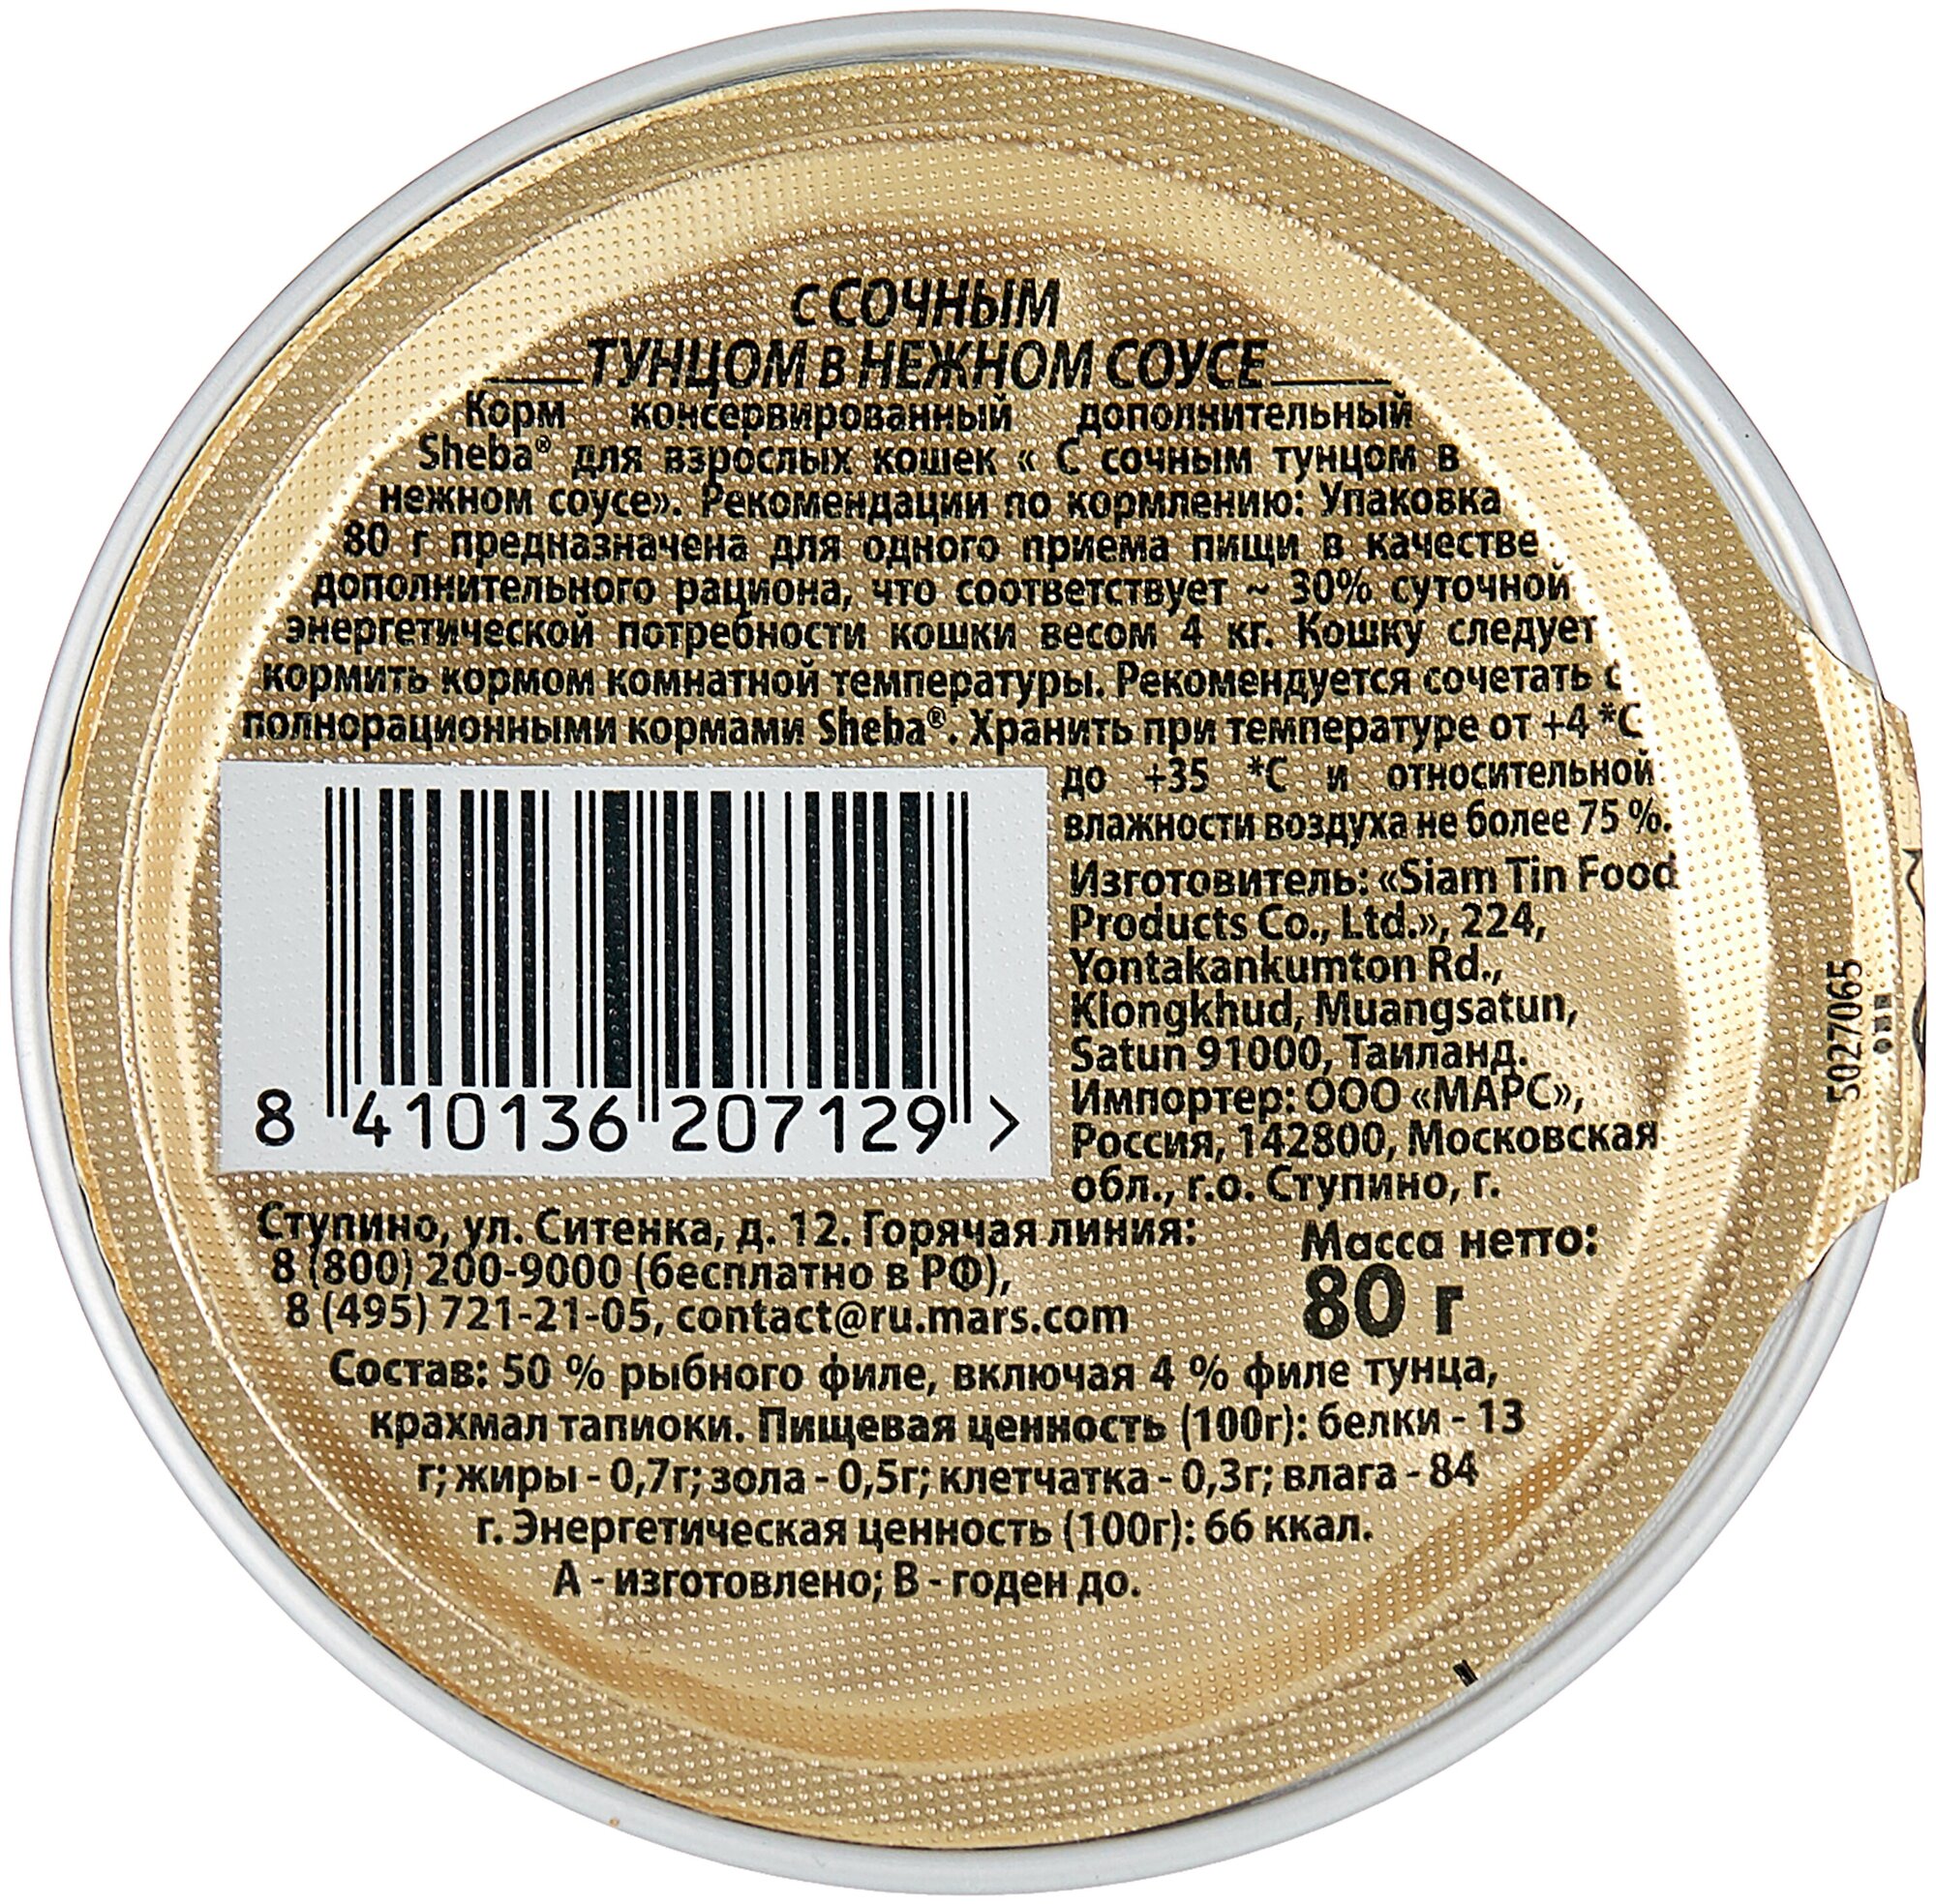 с СОЧНЫМ
ТУНЦОМ в НЕЖНОМ СОУСЕ
Корм консервированный дополнительный
Sheba® для взрослых кошек « С сочным тунцом в
нежном соусе». Рекомендации по кормлению: Упаковка
80 г предназначена для одного приема пищи в качестве
дополнительного рациона, что соответствует ~ 30% суточной
энергетической потребности кошки весом 4 кг. Кошку следует
кормить кормом комнатной температуры. Рекомендуется сочетать с
полнорационными кормами Sheba®. Хранить при температуре от +4 *C
до +35 *C и относительной
влажности воздуха не более 75 %.
Изготовитель: «Siam Tin Food
Products Co., Ltd.», 224,
Yontakankumton Rd.,
Klongkhud, Muangsatun,
Satun 91000, Таиланд.
Импортер: ООО «МАРС»,
Россия, 142800, Московская
обл., г.о. Ступино, г.
8 410136 207129 >
Ступино, ул. Ситенка, д. 12. Горячая линия:
8 (800) 200-9000 (бесплатно в РФ),
8 (495) 721-21-05, contact@ru.mars.com
Масса нетто:
80 г
Состав: 50 % рыбного филе, включая 4 % филе тунца,
крахмал тапиоки. Пищевая ценность (100г): белки - 13
г; жиры - 0,7г; зола - 0,5г; клетчатка - 0,3г; влага - 84
г. Энергетическая ценность (100г): 66 ккал.
А - изготовлено; В - годен до.
5027065